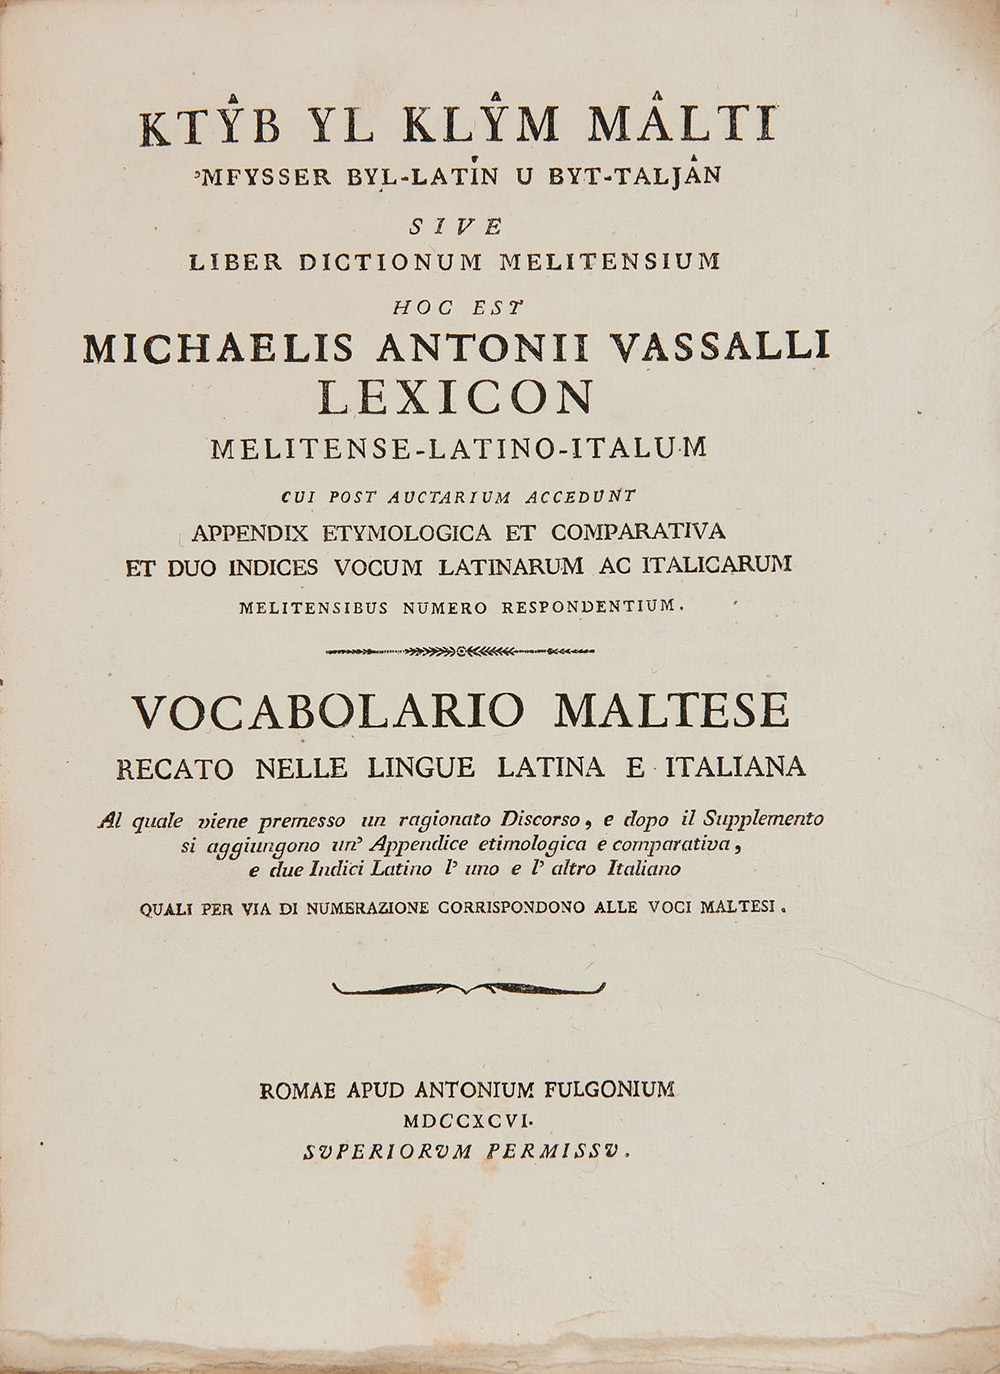 KTŶB YL KLŶM MÂLTI
ʾMFYSSER BYL-LATÎN U BYT-TALJÂN
SIVE
LIBER DICTIONUM MELITENSIUM
HOC EST
MICHAELIS ANTONII VASSALLI
LEXICON
MELITENSE-LATINO-ITALUM
CUI POST AUCTARIUM ACCEDUNT
APPENDIX ETYMOLOGICA ET COMPARATIVA
ET DUO INDICES VOCUM LATINARUM AC ITALICARUM
MELITENSIBUS NUMERO RESPONDENTIUM.
VOCABOLARIO MALTESE
RECATO NELLE LINGUE LATINA E ITALIANA
Al quale viene premesso un ragionato Discorso, e dopo il Supplemento
si aggiungono un' Appendice etimologica e comparativa,
e due Indici Latino l' uno e l' altro Italiano
QUALI PER VIA DI NUMERAZIONE CORRISPONDONO ALLE VOCI MALTESI.
ROMAE APUD ANTONIUM FULGONIUM
MDCCXCVI.
SVPERIORVM PERMISSV.